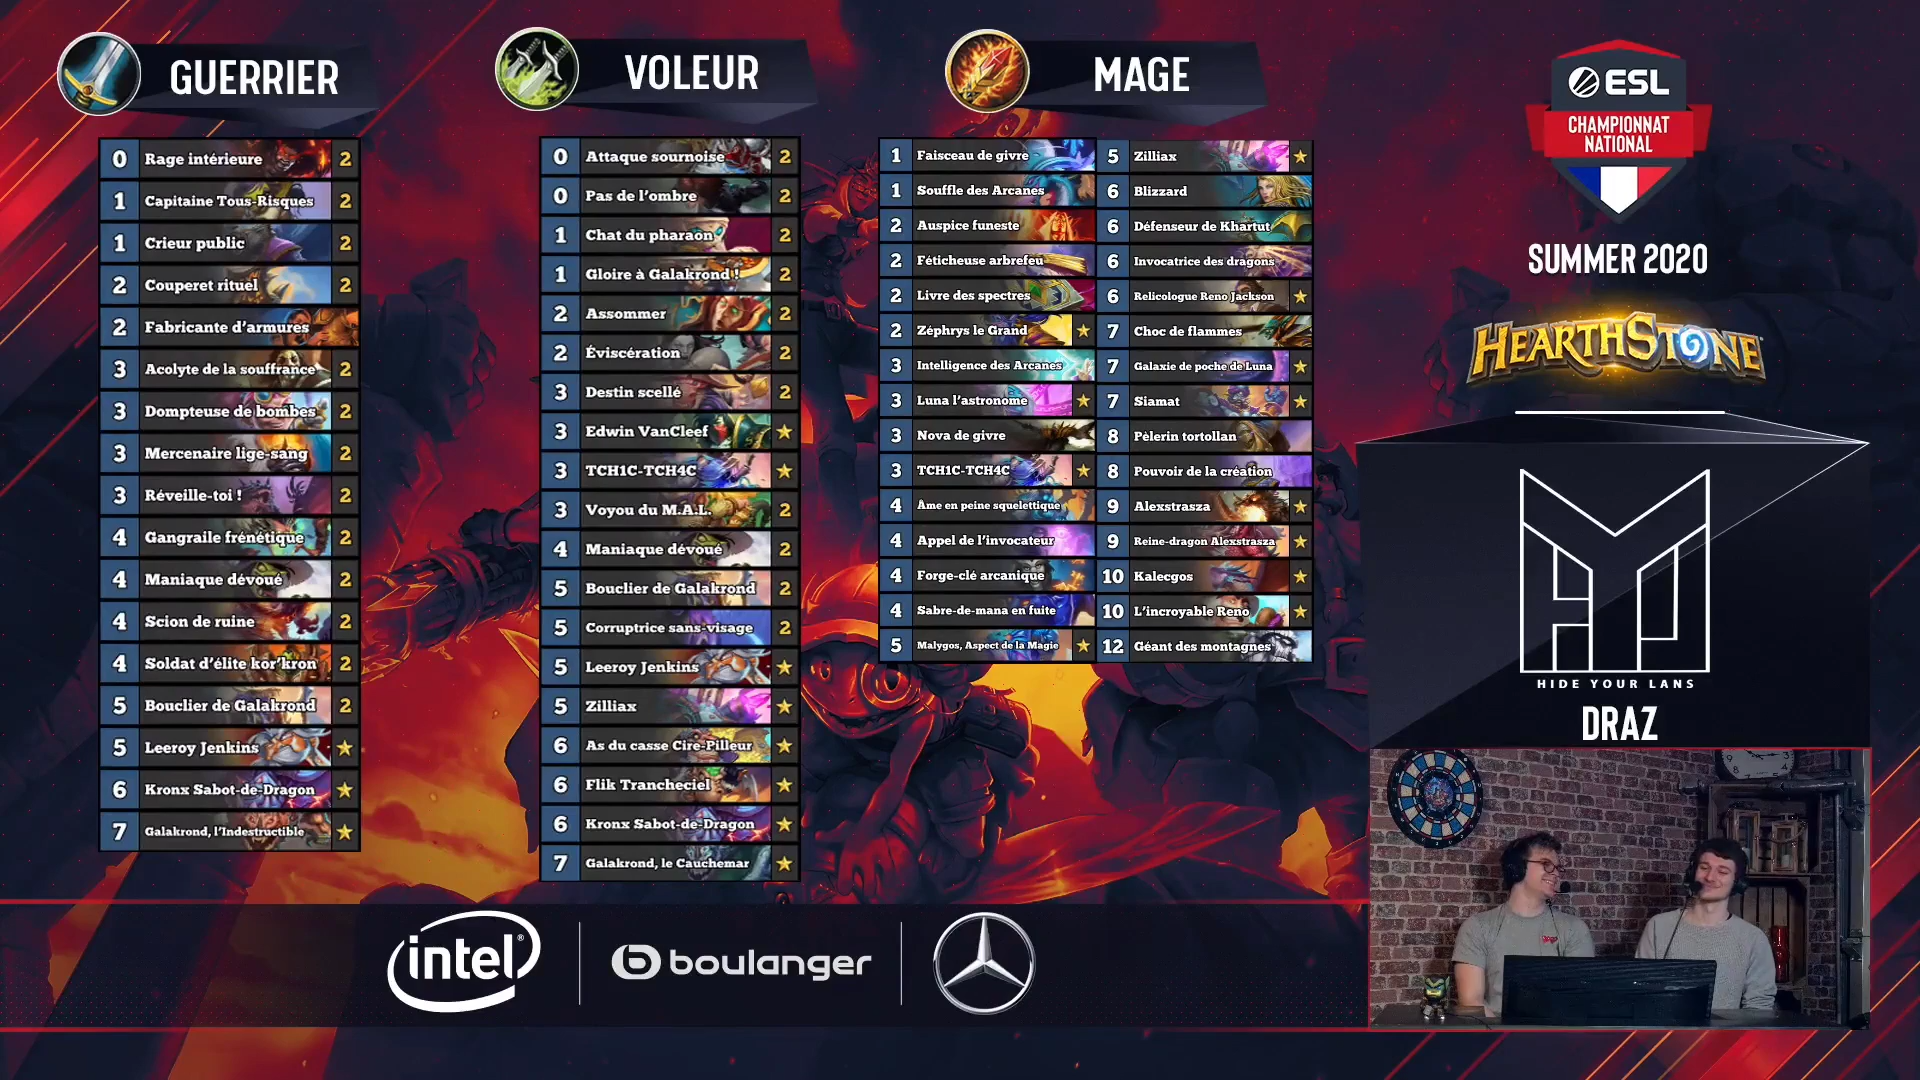 GUERRIER
0 Rage intérieure 2
1 Capitaine Tous-Risques 2
1 Crieur public 2
2 Couperet rituel 2
2 Fabricante d'armures
3 Acolyte de la souffrance 2
3 Dompteuse de bombes 2
3 Mercenaire lige-sang 2
3 Réveille-toi ! 2
4 Gangraile frénétique 2
4 Maniaque dévoué 2
4 Scion de ruine 2
4 Soldat d'élite kor'kron 2
5 Bouclier de Galakrond 2
5 Leeroy Jenkins
6 Kronx Sabot-de-Dragon
7 Galakrond, l'Indestructible
VOLEUR
0 Attaque sournoise 2
0 Pas de l'ombre 2
1 Chat du pharaon 2
1 Gloire à Galakrond ! 2
2 Assommer 2
2 Éviscération 2
3 Destin scellé 2
3 Edwin VanCleef
3 TCH1C-TCH4C
3 Voyou du M.A.L. 2
4 Maniaque dévoué 2
5 Bouclier de Galakrond 2
5 Corruptrice sans-visage 2
5 Leeroy Jenkins
5 Zilliax
6 As du casse Cire-Pilleur
6 Flik Trancheciel
6 Kronx Sabot-de-Dragon
7 Galakrond, le Cauchemar
MAGE
1 Faisceau de givre
1 Souffle des Arcanes
2 Auspice funeste
2 Féticheuse arbrefeu
2 Livre des spectres
2 Zéphrys le Grand
3 Intelligence des Arcanes
3 Luna l'astronome
3 Nova de givre
3 TCH1C-TCH4C
4 Âme en peine squelettique
4 Appel de l'invocateur
4 Forge-clé arcanique
4 Sabre-de-mana en fuite
5 Malygos, Aspect de la Magie
5 Zilliax
6 Blizzard
6 Défenseur de Khartut
6 Invocatrice des dragons
6 Relicologue Reno Jackson
7 Choc de flammes
7 Galaxie de poche de Luna
7 Siamat
8 Pèlerin tortollan
8 Pouvoir de la création
9 Alexstrasza
9 Reine-dragon Alexstrasza
10 Kalecgos
10 L'incroyable Reno
12 Géant des montagnes
ESL
CHAMPIONNAT
NATIONAL
SUMMER 2020
HEARTHSTONE
HIDE YOUR LANS
DRAZ
intel®
boulanger